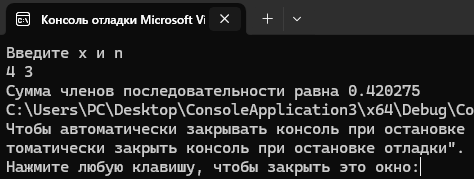 Консоль отладки Microsoft Vi
Введите x и n
4 3
Сумма членов последовательности равна 0.420275
C:\Users\PC\Desktop\ConsoleApplication3\x64\Debug\Co
Чтобы автоматически закрывать консоль при остановке
томатически закрыть консоль при остановке отладки".
Нажмите любую клавишу, чтобы закрыть это окно: